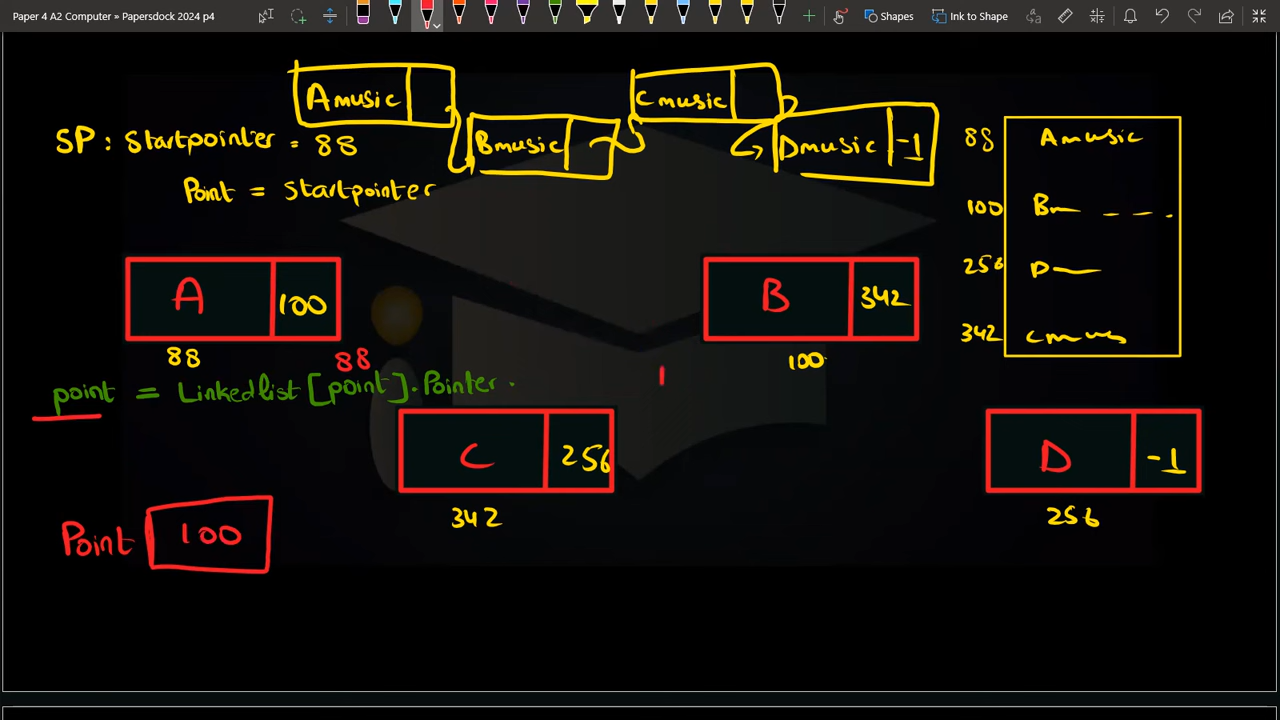 Paper 4 A2 Computer » Papersdock 2024 p4
Shapes
Ink to Shape
Amusic
Cmusic
SP : Startpointer = 88
Bmusic
Dmusic -1
Point = Startpointer
88 Amusic
100 B
256 D
342
A 100
88
B 342
100
88
point = Linkedlist [point].Pointer.
C 256
342
D -1
256
Point 100